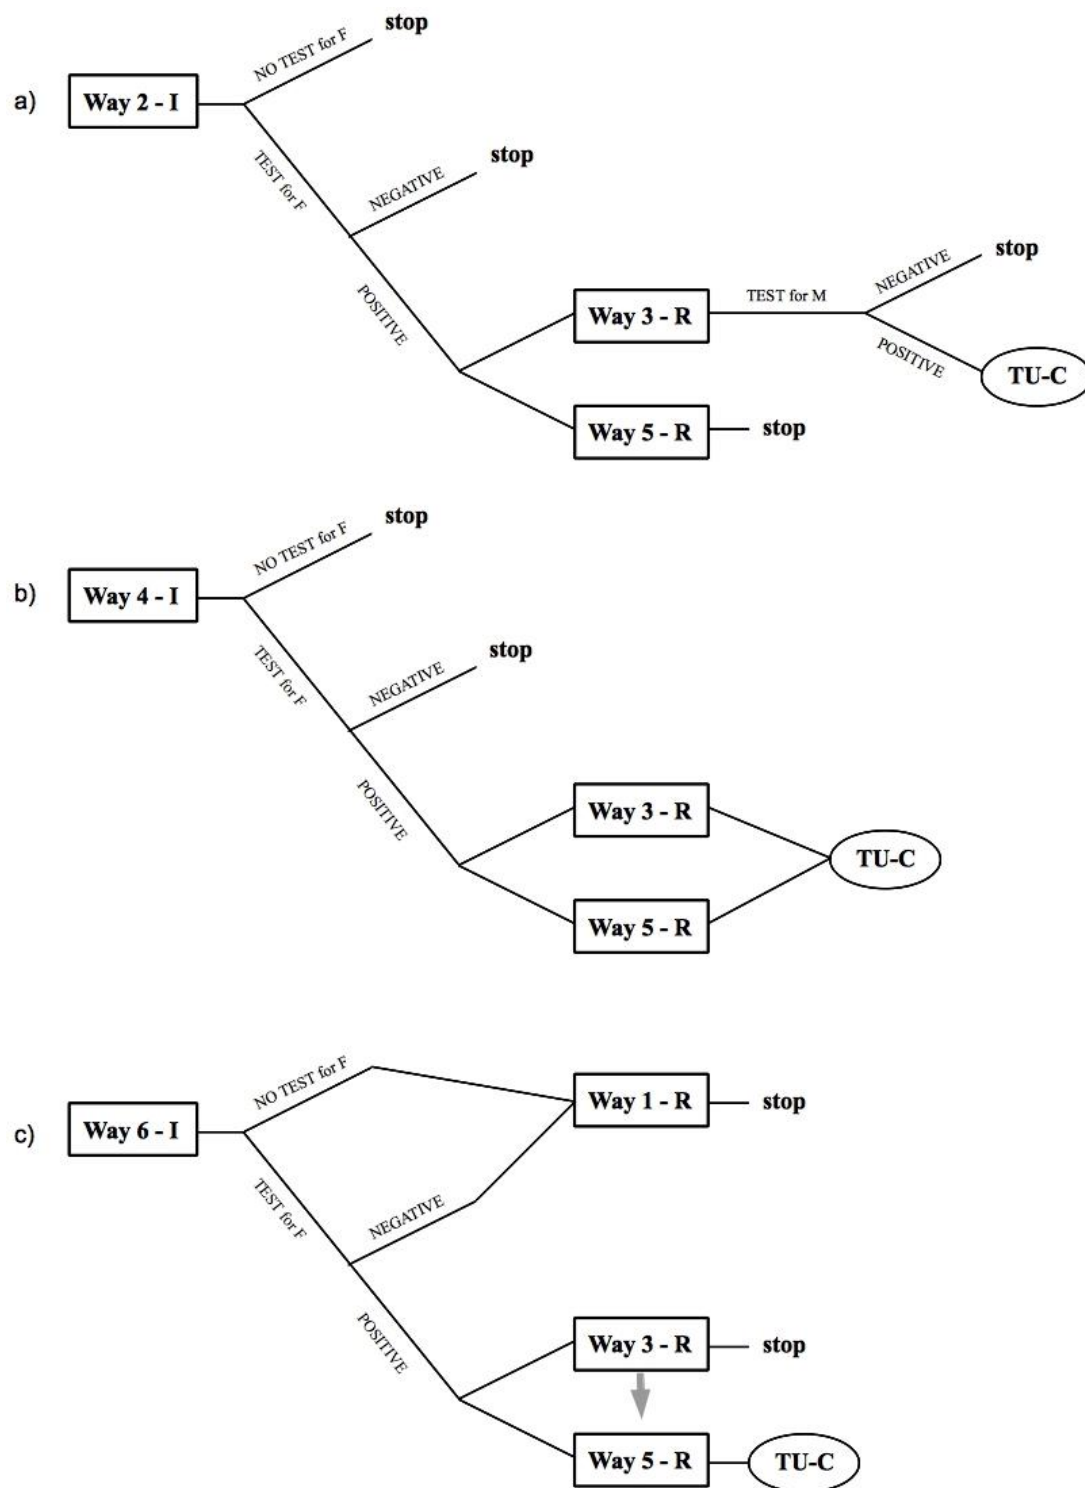 stop
NO TEST for F
a)
Way 2 - I
TEST for F
stop
NEGATIVE
POSITIVE
Way 3 - R
TEST for M
NEGATIVE
stop
POSITIVE
TU-C
Way 5 - R
stop
stop
NO TEST for F
b)
Way 4 - I
TEST for F
stop
NEGATIVE
POSITIVE
Way 3 - R
TU-C
Way 5 - R
NO TEST for F
c)
Way 6 - I
Way 1 - R
stop
TEST for F
NEGATIVE
POSITIVE
Way 3 - R
stop
Way 5 - R
TU-C